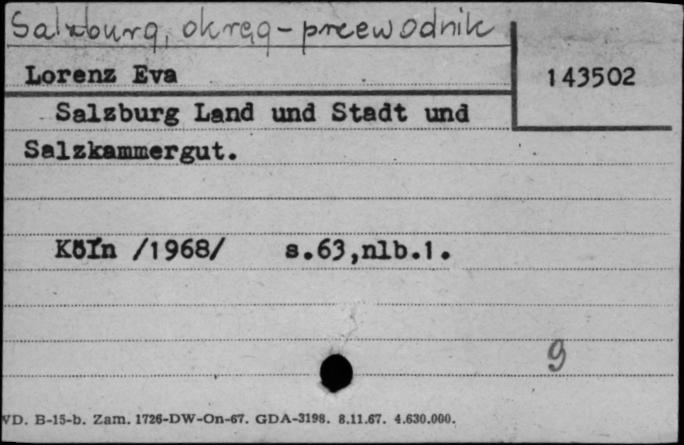 Salzburg, okręg - przewodnik
Lorenz Eva
143502
Salzburg Land und Stadt und
Salzkammergut.
Köln /1968/ s.63,nlb.1.
9
VD. B-15-b. Zam. 1726-DW-On-67. GDA-3198. 8.11.67. 4.630.000.